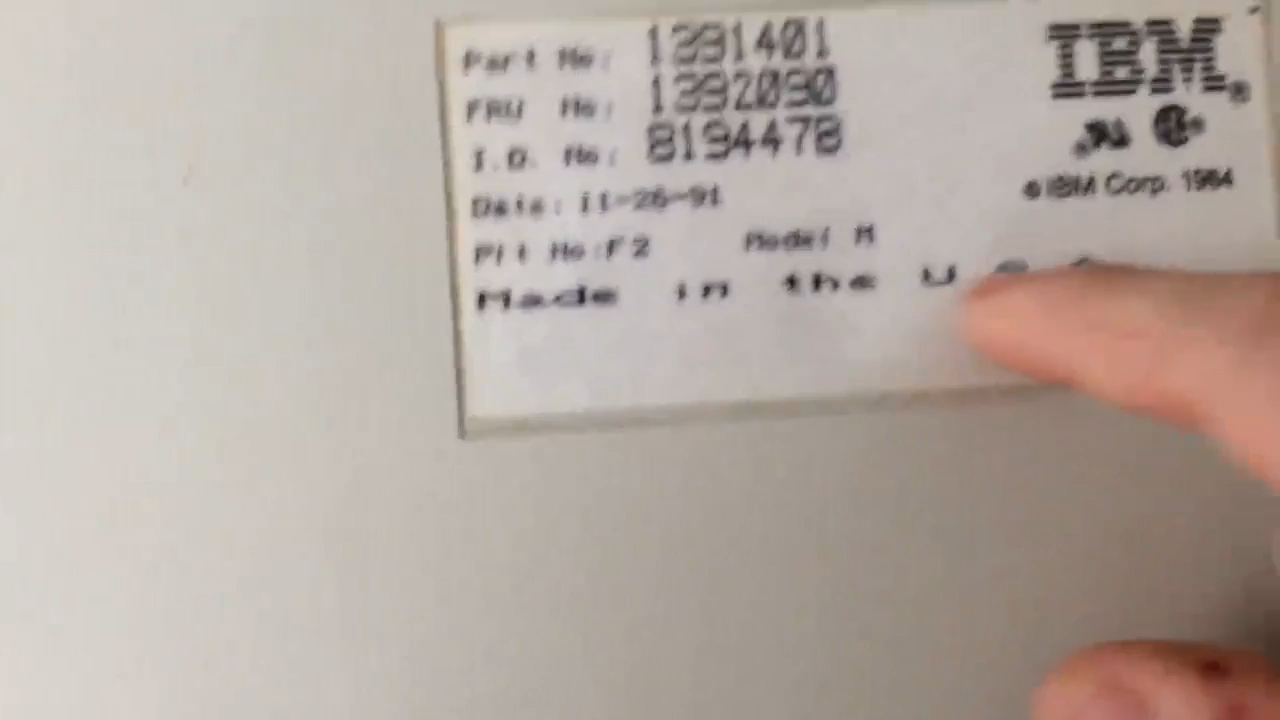 Part No: 1391401
FRU No: 1392090
I.D. No: 8194478
Date: 11-26-91
Plt No:F2 Model M
Made in the U
IBM®
© IBM Corp. 1984